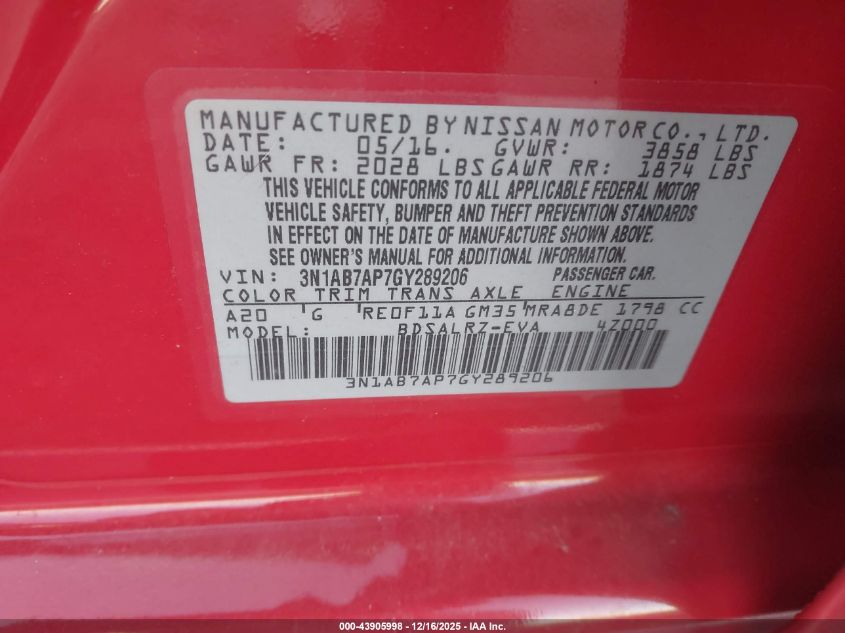 MANUFACTURED BY NISSAN MOTOR CO., LTD.
DATE: 05/16. GVWR: 3858 LBS
GAWR FR: 2028 LBS GAWR RR: 1874 LBS
THIS VEHICLE CONFORMS TO ALL APPLICABLE FEDERAL MOTOR
VEHICLE SAFETY, BUMPER AND THEFT PREVENTION STANDARDS
IN EFFECT ON THE DATE OF MANUFACTURE SHOWN ABOVE.
SEE OWNER'S MANUAL FOR ADDITIONAL INFORMATION.
VIN: 3N1AB7AP7GY289206 PASSENGER CAR.
COLOR TRIM TRANS AXLE ENGINE
A20 G RE0F11A GM35 MRA8DE 1798 CC
MODEL: BDSALRZ-EVA 4Z000
3N1AB7AP7GY289206
000-43905998 - 12/16/2025 - IAA Inc.